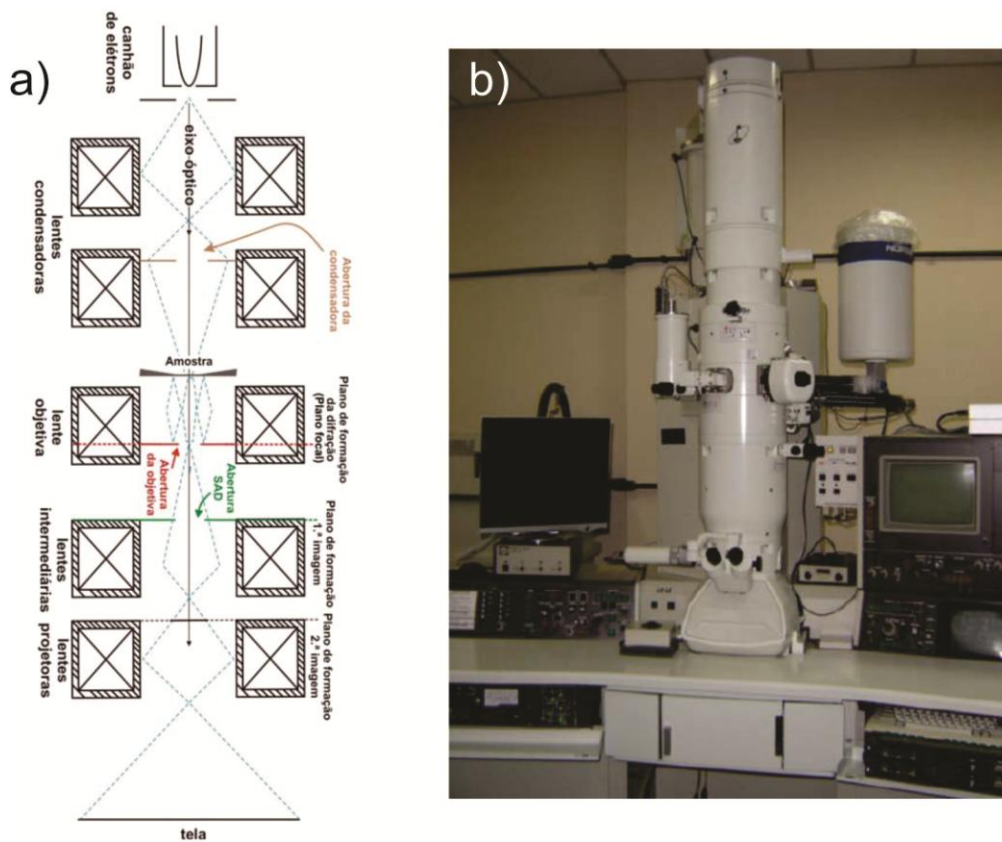 a)
canhão
de elétrons
eixo-óptico
lentes
condensadoras
Abertura da
condensadora
Amostra
lente
objetiva
Plano de formação
da difração
(Plano focal)
Abertura
da objetiva
Abertura
SAD
lentes
intermediárias
Plano de formação
1.ª imagem
lentes
projetoras
Plano de formação
2.ª imagem
tela
b)